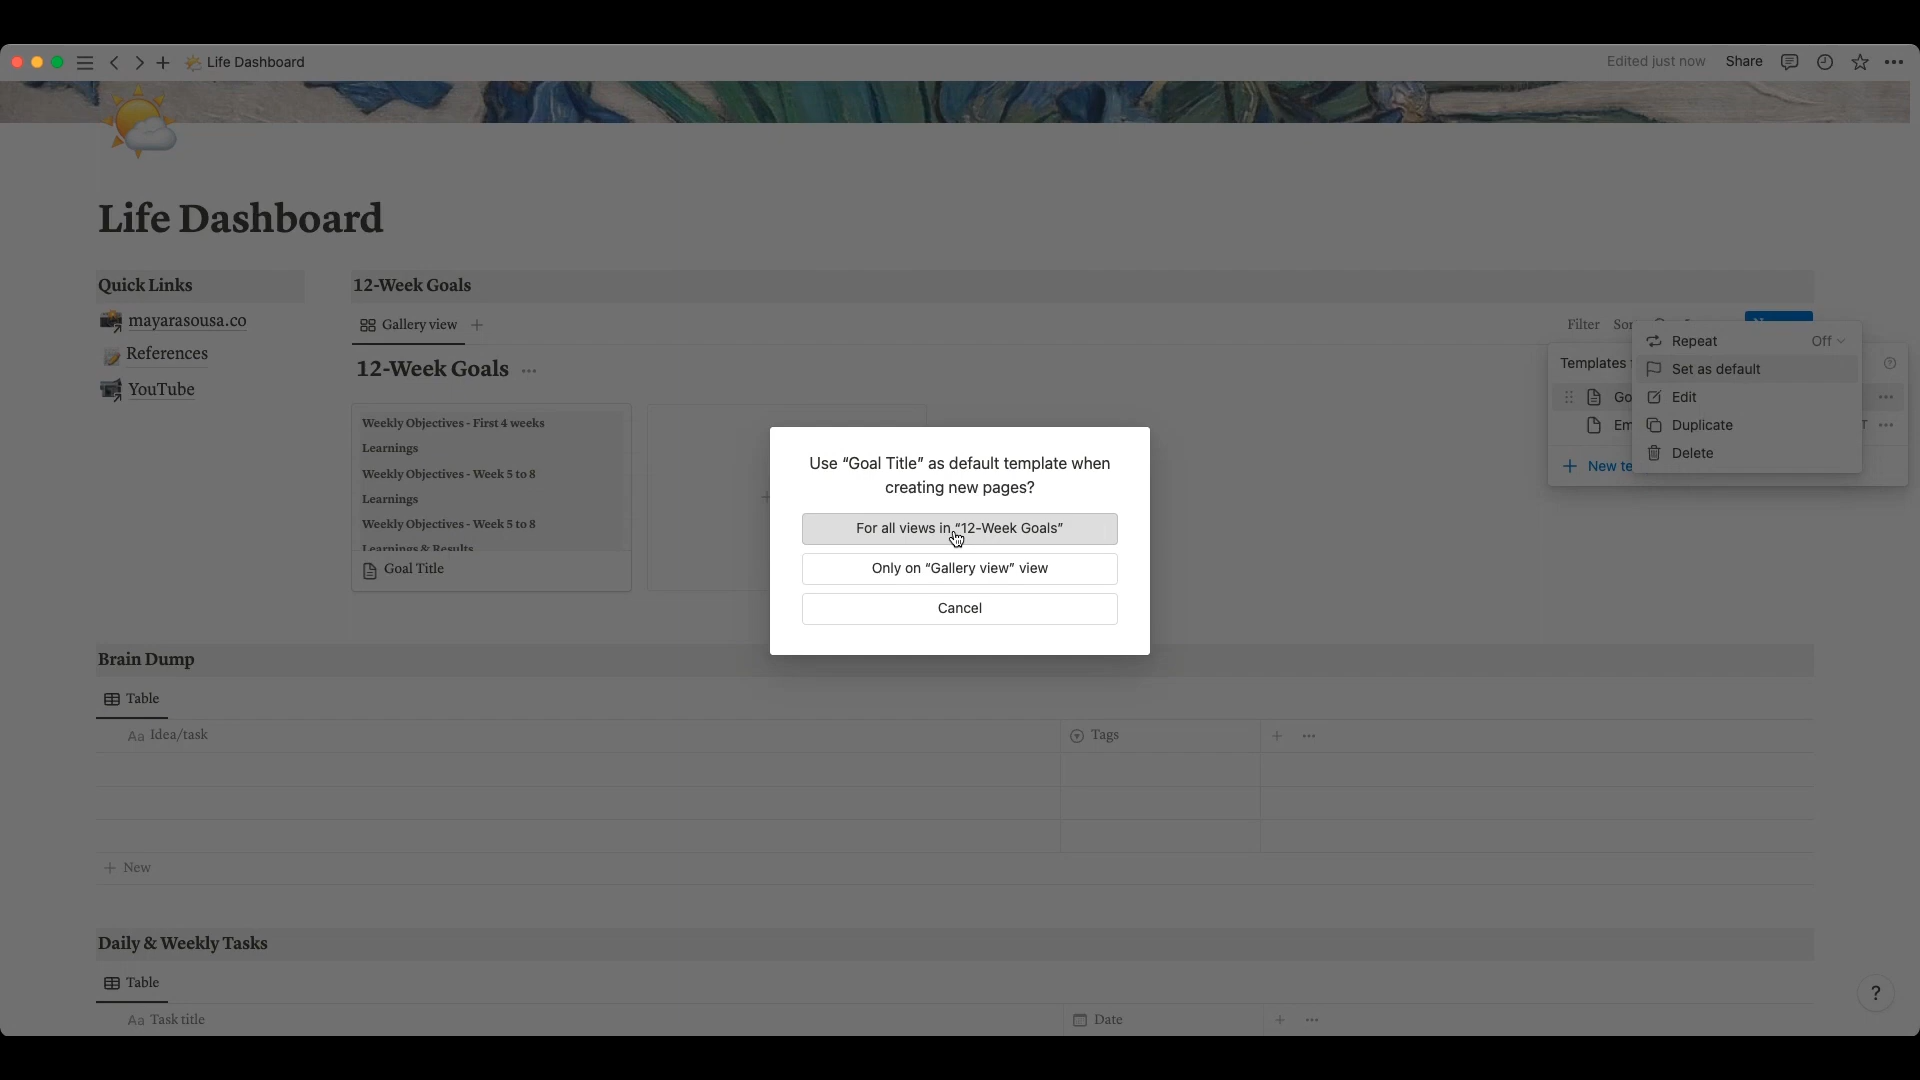 Life Dashboard
Edited just now
Share
Life Dashboard
Quick Links
mayarasousa.co
References
YouTube
12-Week Goals
Gallery view
Filter
12-Week Goals
Weekly Objectives - First 4 weeks
Learnings
Weekly Objectives - Week 5 to 8
Learnings
Weekly Objectives - Week 5 to 8
Learnings & Results
Goal Title
Templates
Repeat
Off
Set as default
Edit
Duplicate
Delete
New
Use “Goal Title” as default template when
creating new pages?
For all views in “12-Week Goals”
Only on “Gallery view” view
Cancel
Brain Dump
Table
Aa Idea/task
Tags
New
Daily & Weekly Tasks
Table
Aa Task title
Date
?